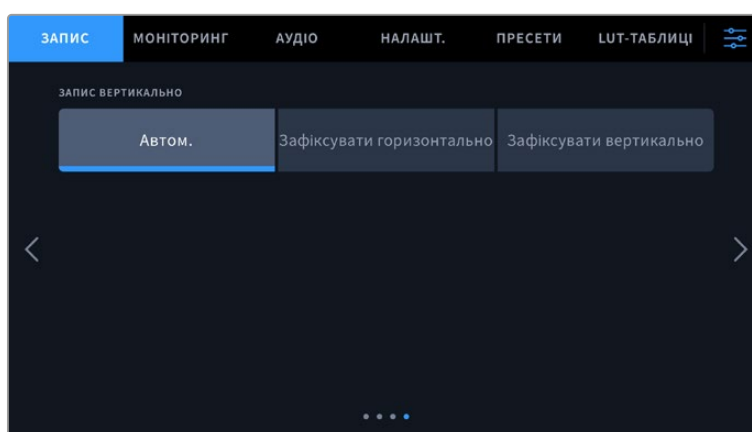 ЗАПИС МОНІТОРИНГ АУДІО НАЛАШТ. ПРЕСЕТИ LUT-ТАБЛИЦІ
ЗАПИС ВЕРТИКАЛЬНО
Автом. Зафіксувати горизонтально Зафіксувати вертикально